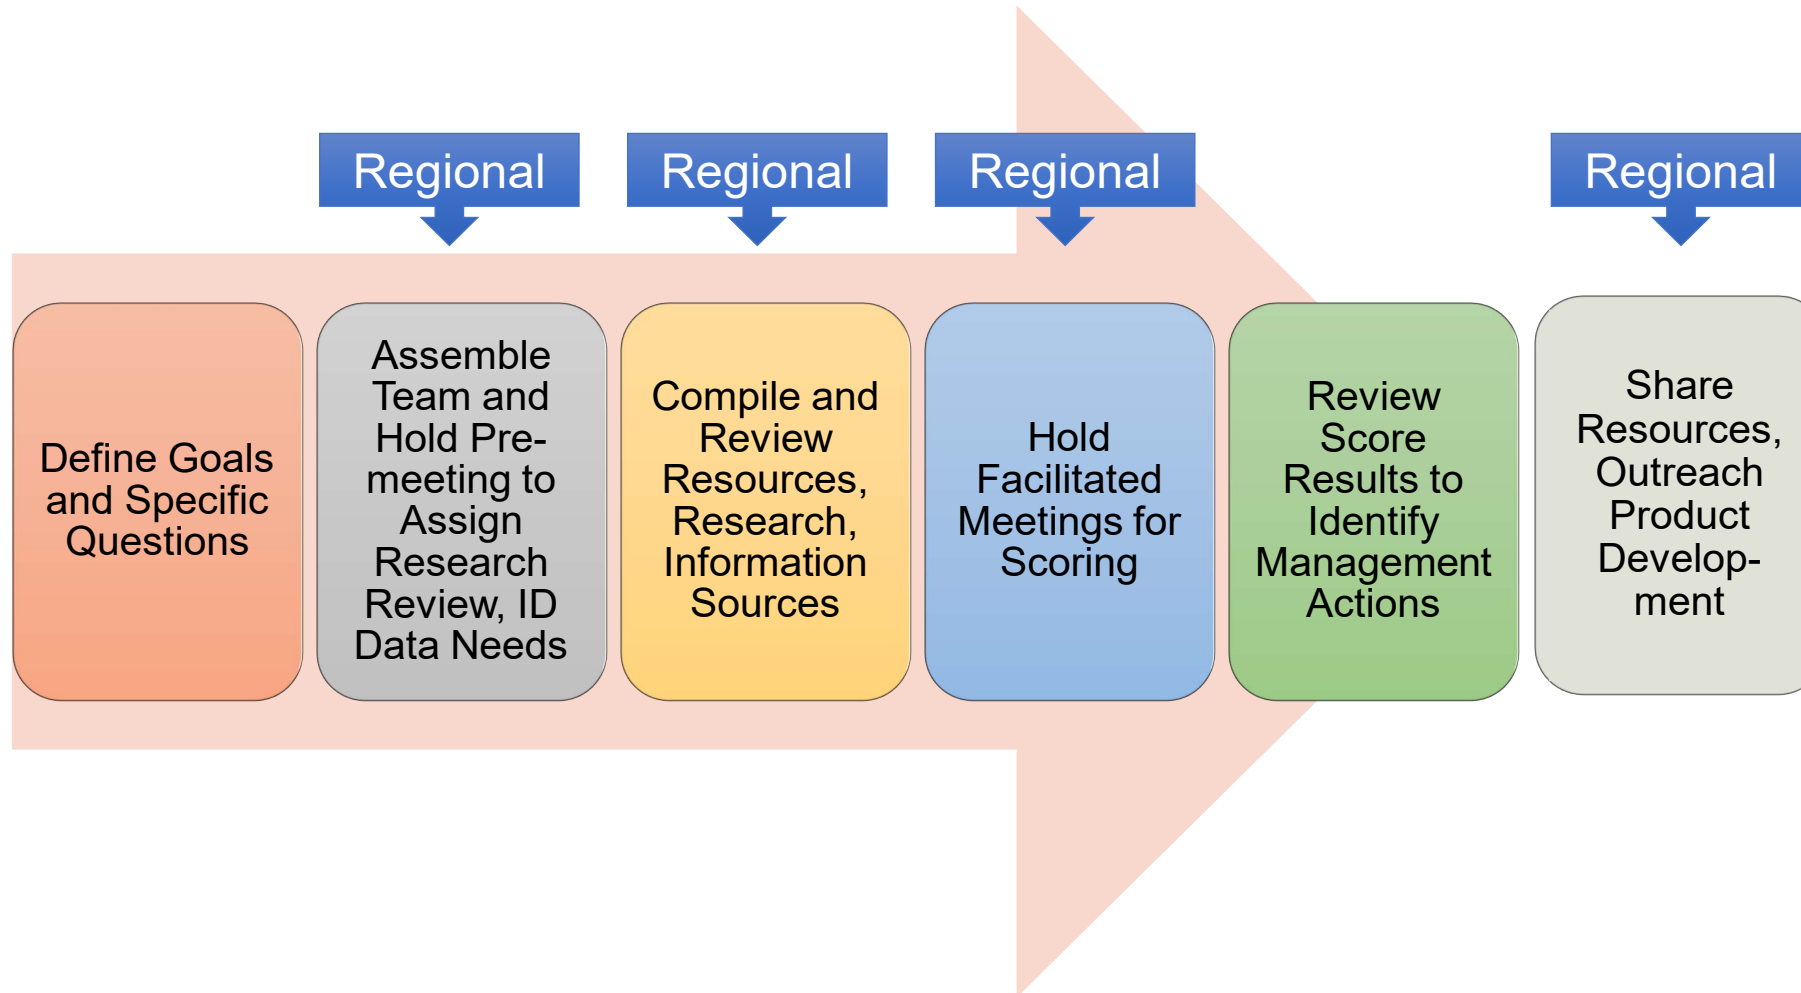 Regional
Regional
Regional
Regional
Define Goals
and Specific
Questions
Assemble
Team and
Hold Pre-
meeting to
Assign
Research
Review, ID
Data Needs
Compile and
Review
Resources,
Research,
Information
Sources
Hold
Facilitated
Meetings for
Scoring
Review
Score
Results to
Identify
Management
Actions
Share
Resources,
Outreach
Product
Develop-
ment